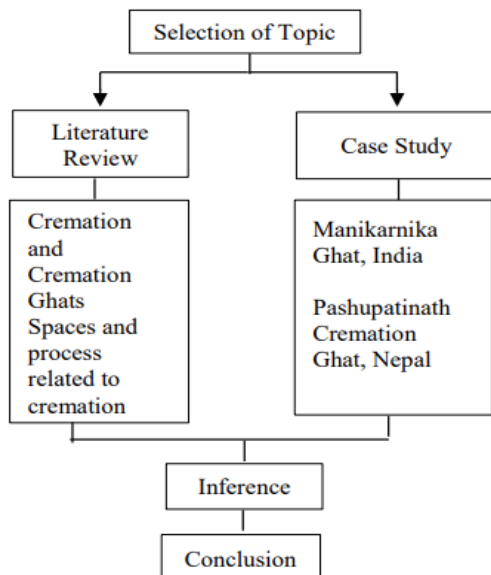 Selection of Topic
Literature
Review
Case Study
Cremation
and
Cremation
Ghats
Spaces and
process
related to
cremation
Manikarnika
Ghat, India
Pashupatinath
Cremation
Ghat, Nepal
Inference
Conclusion